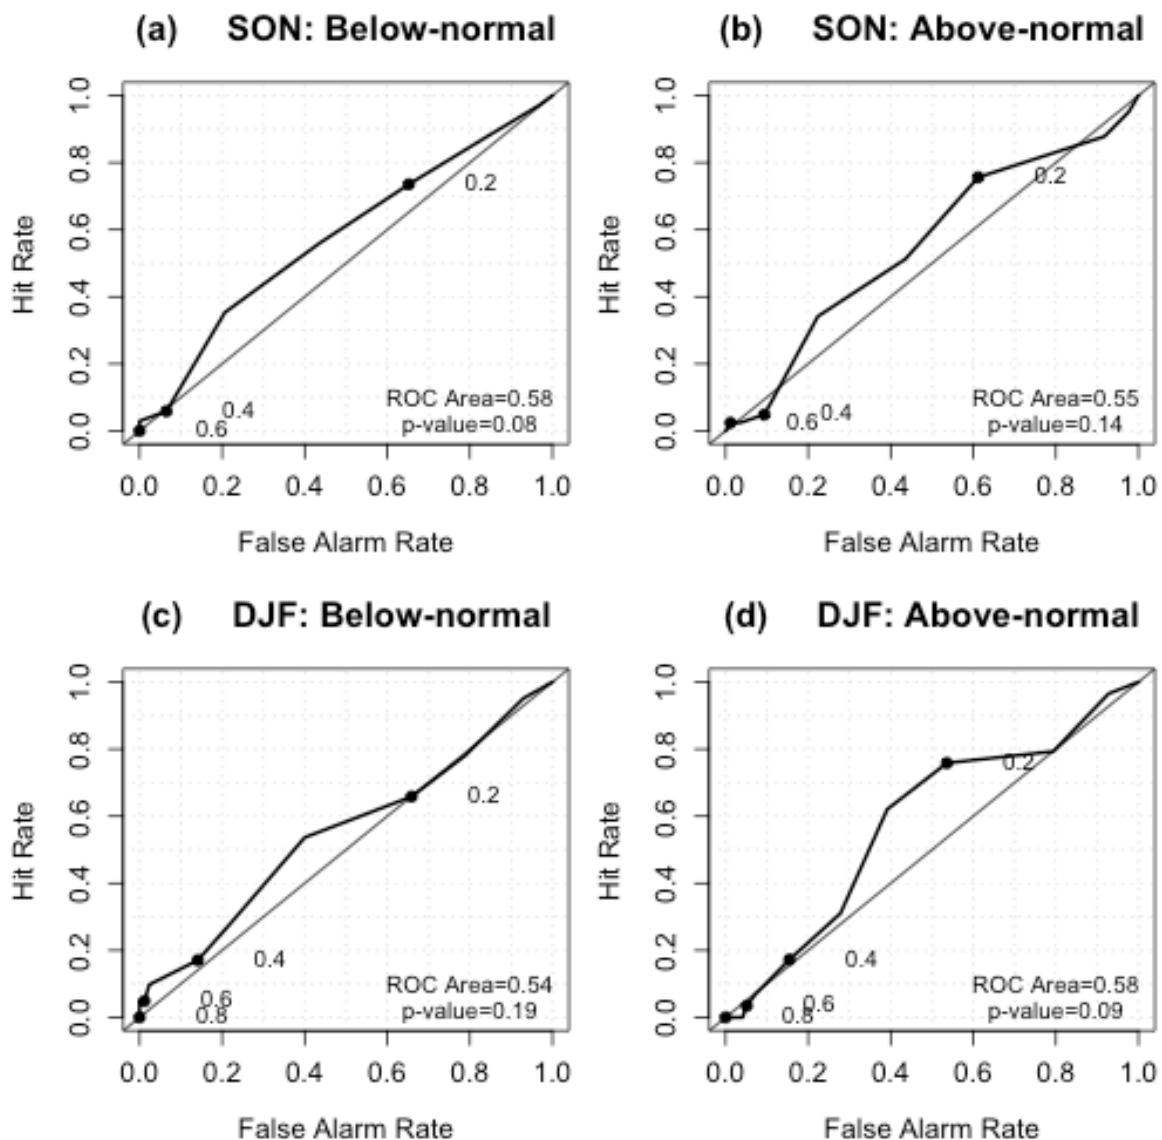 (a) SON: Below-normal
Hit Rate
1.0
0.8
0.6
0.4
0.2
0.0
0.2
0.4
0.6
ROC Area=0.58
p-value=0.08
0.0 0.2 0.4 0.6 0.8 1.0
False Alarm Rate
(b) SON: Above-normal
Hit Rate
1.0
0.8
0.6
0.4
0.2
0.0
0.2
0.4
0.6
ROC Area=0.55
p-value=0.14
0.0 0.2 0.4 0.6 0.8 1.0
False Alarm Rate
(c) DJF: Below-normal
Hit Rate
1.0
0.8
0.6
0.4
0.2
0.0
0.2
0.4
0.6
0.8
ROC Area=0.54
p-value=0.19
0.0 0.2 0.4 0.6 0.8 1.0
False Alarm Rate
(d) DJF: Above-normal
Hit Rate
1.0
0.8
0.6
0.4
0.2
0.0
0.2
0.4
0.6
0.8
ROC Area=0.58
p-value=0.09
0.0 0.2 0.4 0.6 0.8 1.0
False Alarm Rate